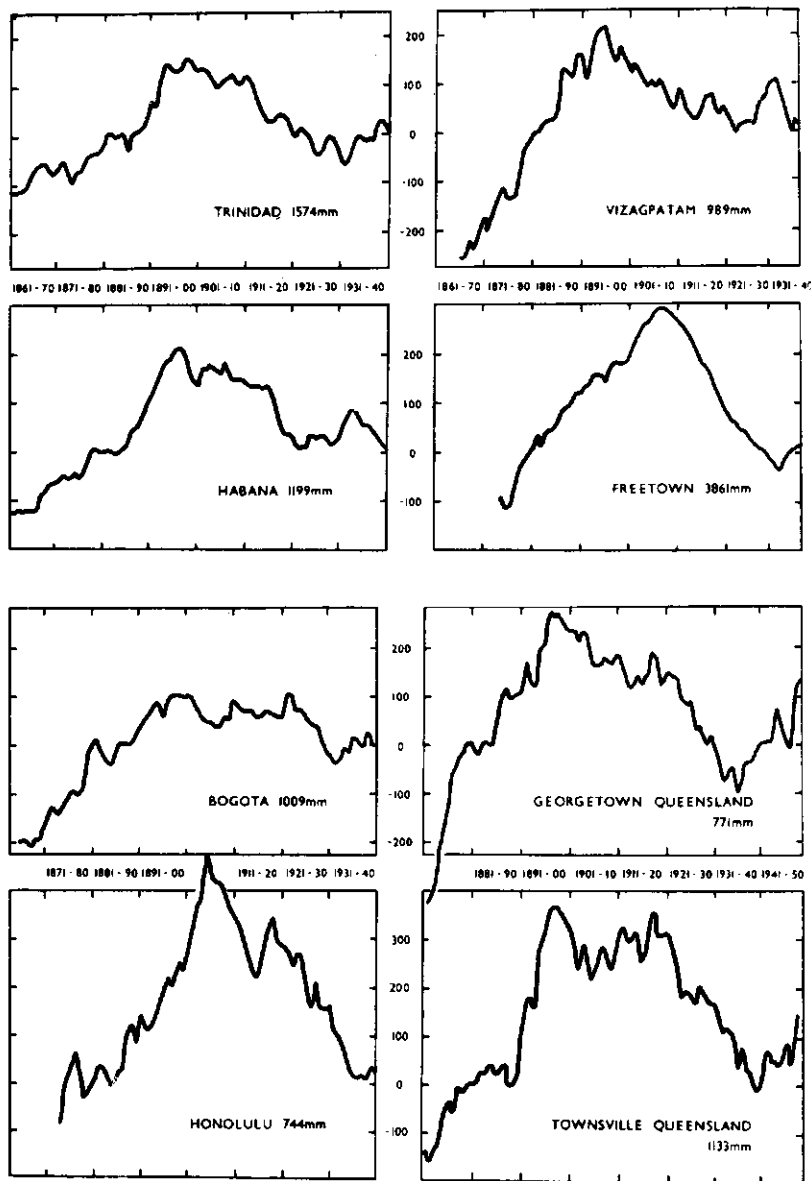 200
100
0
-100
-200
TRINIDAD 1574mm
VIZAGPATAM 989mm
1861-70 1871-80 1881-90 1891-00 1901-10 1911-20 1921-30 1931-40
1861-70 1871-80 1881-90 1891-00 1901-10 1911-20 1921-30 1931-40
200
100
0
-100
HABANA 1199mm
FREETOWN 3861mm
200
100
0
-100
-200
BOGOTA 1009mm
GEORGETOWN QUEENSLAND
771mm
1871-80 1881-90 1891-00 1911-20 1921-30 1931-40
1881-90 1891-00 1901-10 1911-20 1921-30 1931-40 1941-50
300
200
100
0
-100
HONOLULU 744mm
TOWNSVILLE QUEENSLAND
1133mm